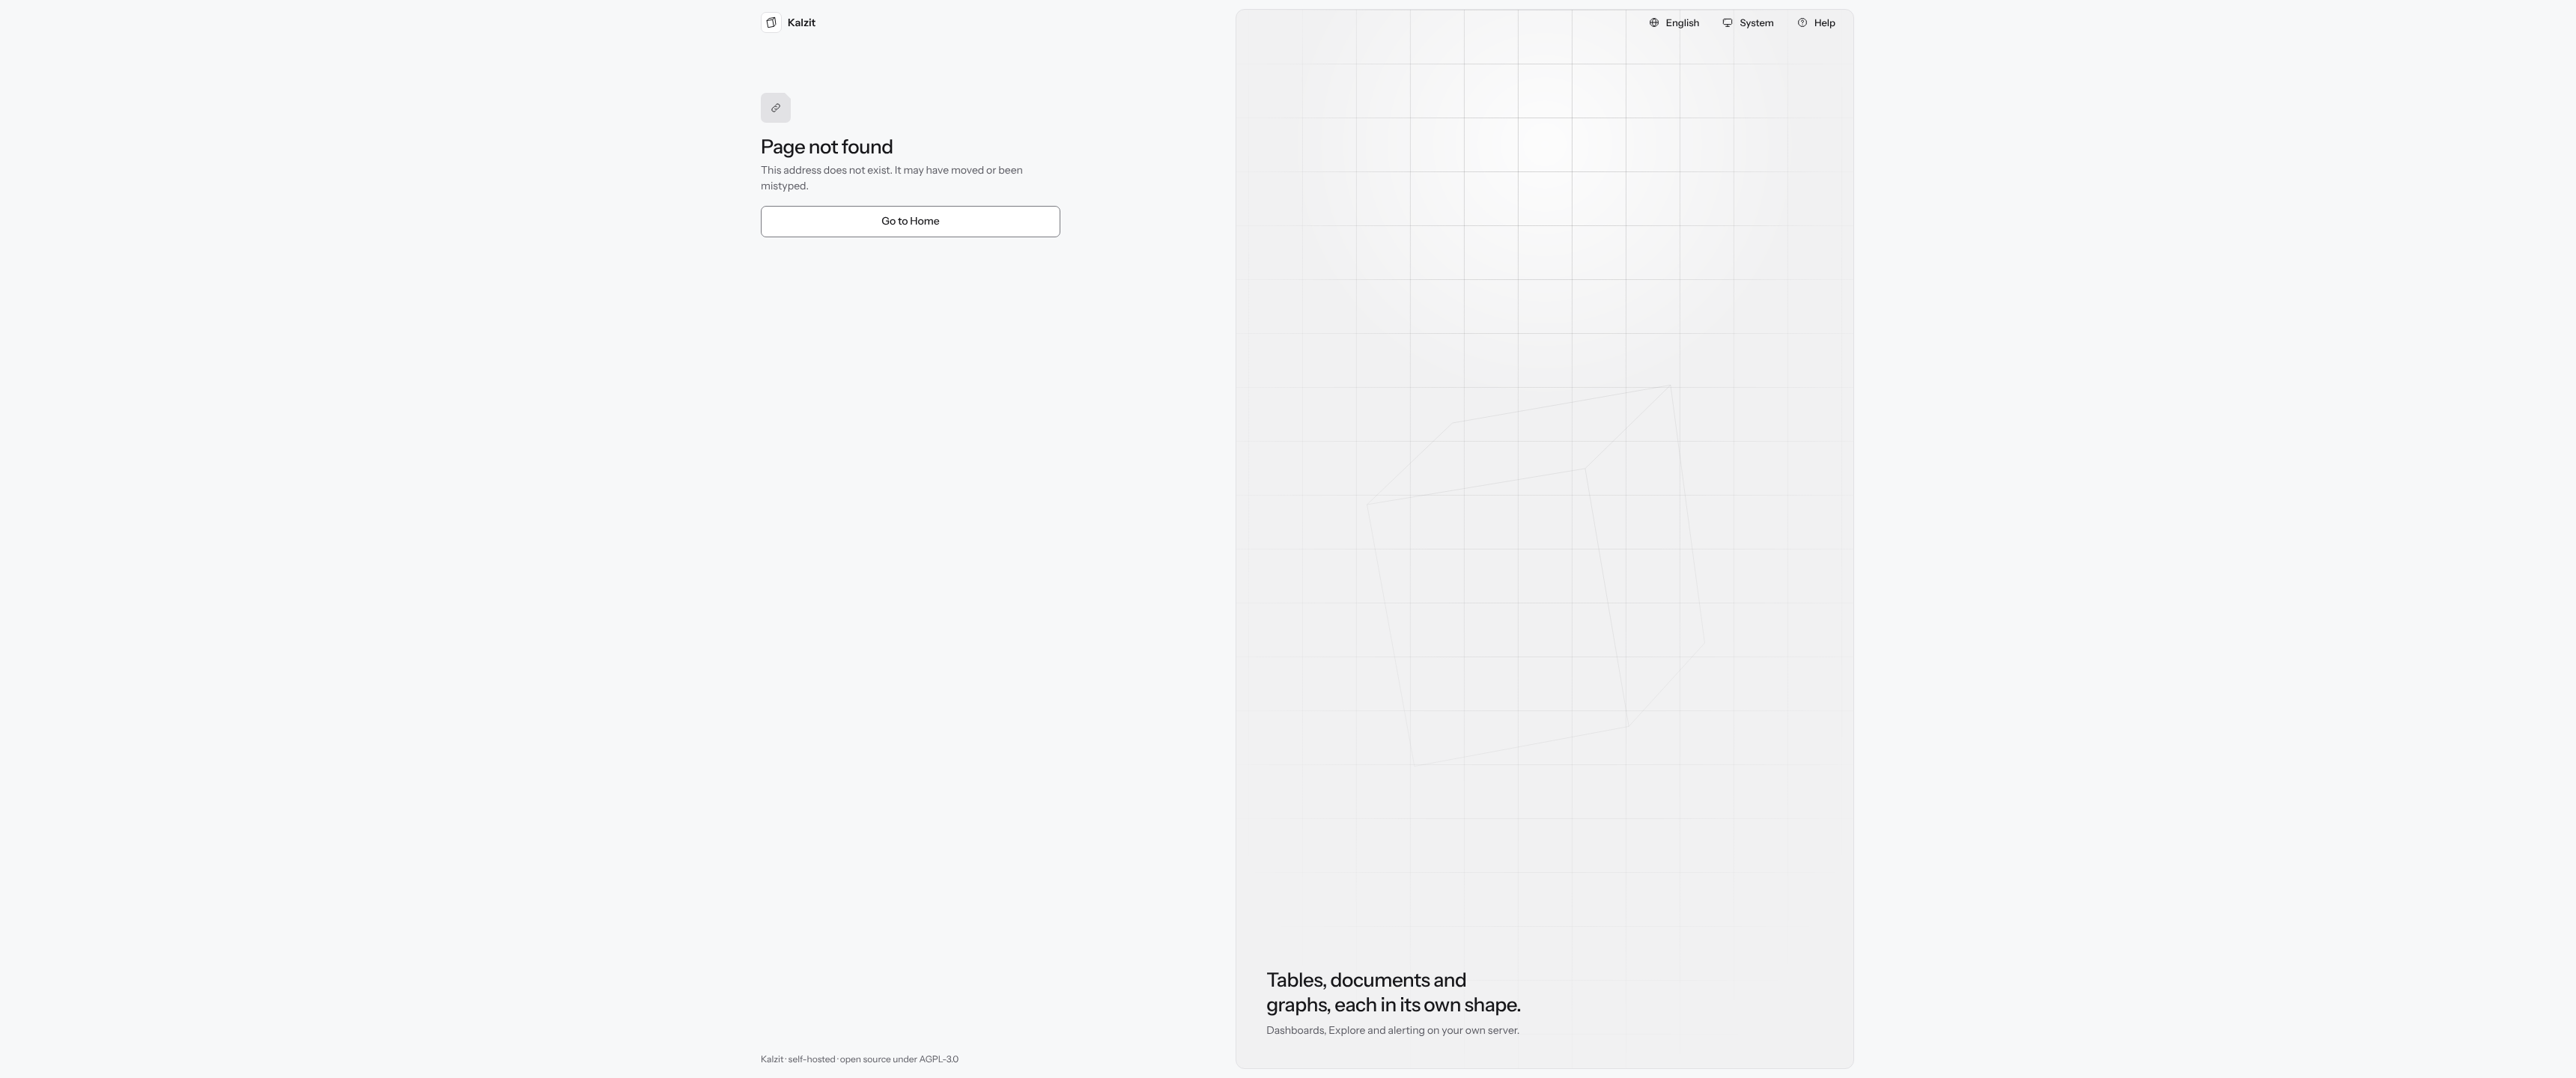 Kalzit
English
System
Help
Page not found
This address does not exist. It may have moved or been
mistyped.
Go to Home
Tables, documents and
graphs, each in its own shape.
Dashboards, Explore and alerting on your own server.
Kalzit · self-hosted · open source under AGPL-3.0